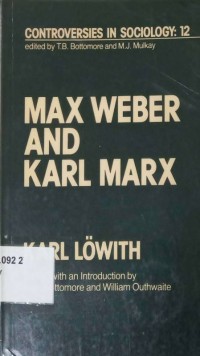 CONTROVERSIES IN SOCIOLOGY: 12
edited by T.B. Bottomore and M.J. Mulkay
MAX WEBER
AND
KARL MARX
.092 2
KARL LÖWITH
with an Introduction by
ottomore and William Outhwaite